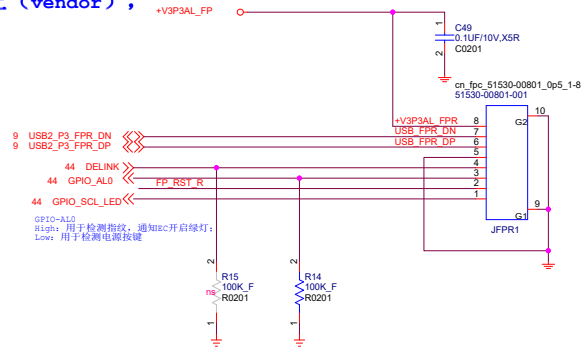 上（vendor），
+V3P3AL_FP
1
C49
0.1UF/10V,X5R
C0201
2
cn_fpc_51530-00801_0p5_1-8
51530-00801-001
10
G2
+V3P3AL_FPR 8
9 USB2_P3_FPR_DN USB_FPR_DN 7
9 USB2_P3_FPR_DP USB_FPR_DP 6
5
44 DELINK 4
44 GPIO_AL0 3
FP_RST_R 2
44 GPIO_SCL_LED 1
9
G1
JFPR1
GPIO-AL0
High: 用于检测指纹, 通知EC开启绿灯;
Low: 用于检测电源按键
2
R15
ns 100K_F
R0201
1
2
R14
100K_F
R0201
1